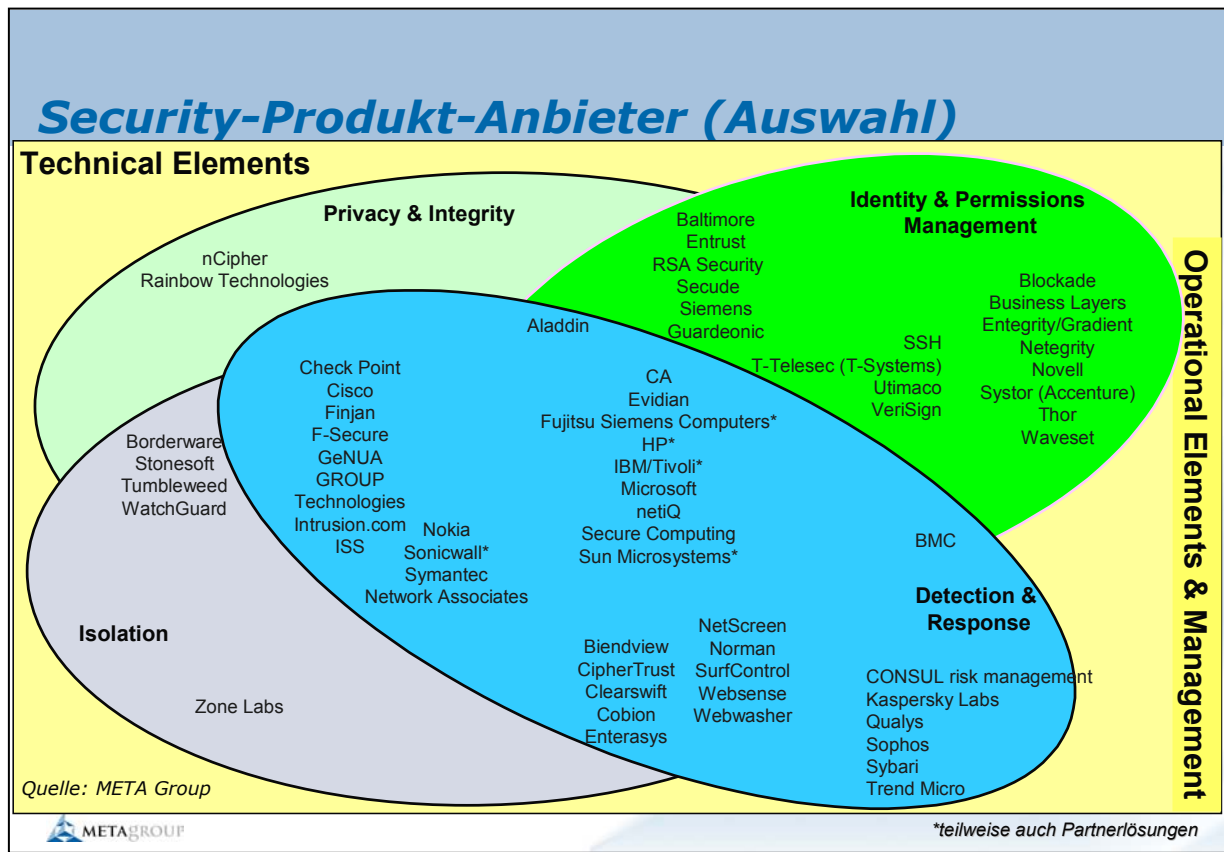 Security-Produkt-Anbieter (Auswahl)
Technical Elements
Privacy & Integrity
nCipher
Rainbow Technologies
Identity & Permissions
Management
Baltimore
Entrust
RSA Security
Secude
Siemens
Guardeonic
SSH
T-Telesec (T-Systems)
Utimaco
VeriSign
Blockade
Business Layers
Entegrity/Gradient
Netegrity
Novell
Systor (Accenture)
Thor
Waveset
Operational Elements & Management
Aladdin
Check Point
Cisco
Finjan
F-Secure
GeNUA
GROUP
Technologies
Intrusion.com
ISS
Nokia
Sonicwall*
Symantec
Network Associates
CA
Evidian
Fujitsu Siemens Computers*
HP*
IBM/Tivoli*
Microsoft
netiQ
Secure Computing
Sun Microsystems*
BMC
Borderware
Stonesoft
Tumbleweed
WatchGuard
Isolation
Zone Labs
Detection &
Response
Biendview
CipherTrust
Clearswift
Cobion
Enterasys
NetScreen
Norman
SurfControl
Websense
Webwasher
CONSUL risk management
Kaspersky Labs
Qualys
Sophos
Sybari
Trend Micro
Quelle: META Group
METAGROUP
*teilweise auch Partnerlösungen